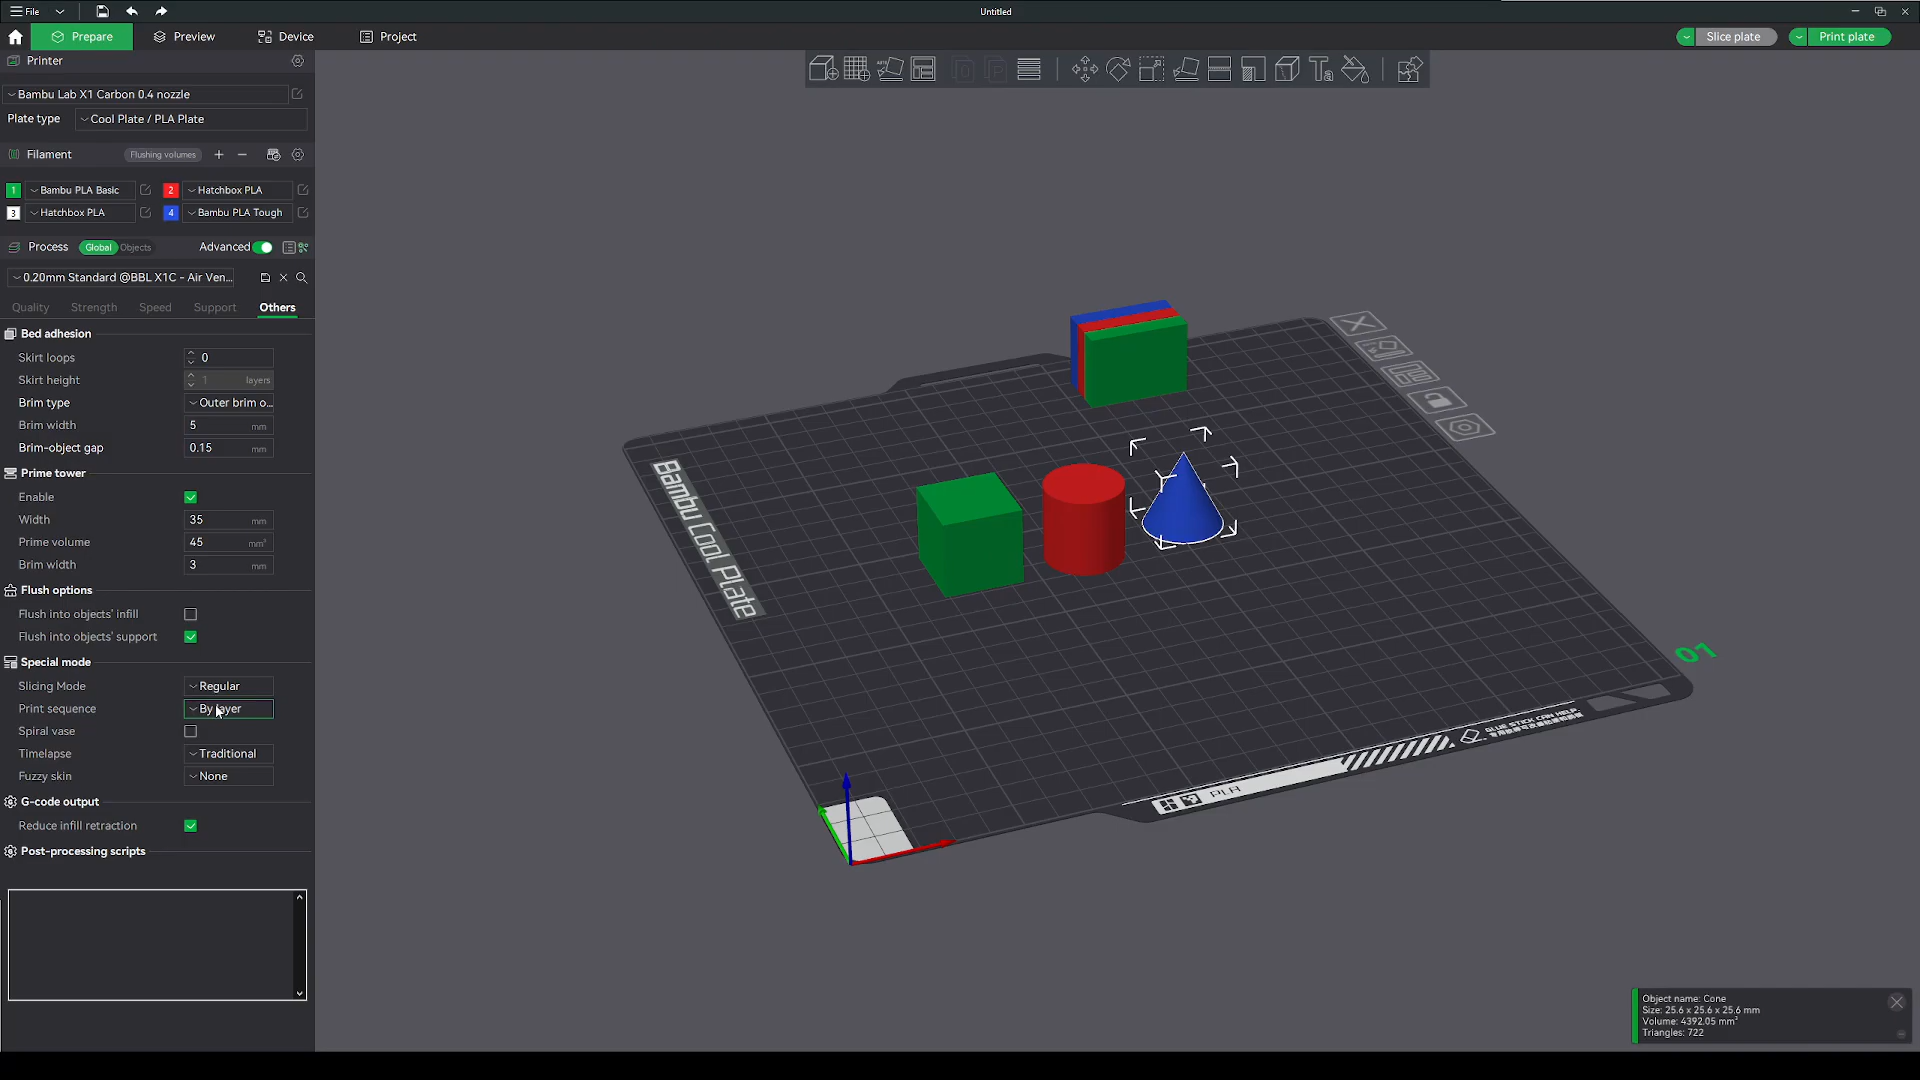 File
Untitled
Prepare
Preview
Device
Project
Slice plate
Print plate
Printer
Bambu Lab X1 Carbon 0.4 nozzle
Plate type
Cool Plate / PLA Plate
Filament
Flushing volumes
1
Bambu PLA Basic
2
Hatchbox PLA
3
Hatchbox PLA
4
Bambu PLA Tough
Process
Global
Objects
Advanced
0.20mm Standard @BBL X1C - Air Ven...
Quality
Strength
Speed
Support
Others
Bed adhesion
Skirt loops
0
Skirt height
1
layers
Brim type
Outer brim o...
Brim width
5
mm
Brim-object gap
0.15
mm
Prime tower
Enable
Width
35
mm
Prime volume
45
mm³
Brim width
3
mm
Flush options
Flush into objects' infill
Flush into objects' support
Special mode
Slicing Mode
Regular
Print sequence
By layer
Spiral vase
Timelapse
Traditional
Fuzzy skin
None
G-code output
Reduce infill retraction
Post-processing scripts
Bambu Cool Plate
01
GLUE STICK CAN HELP
PLA
Object name: Cone
Size: 25.6 x 25.6 x 25.6 mm
Volume: 4392.05 mm³
Triangles: 722